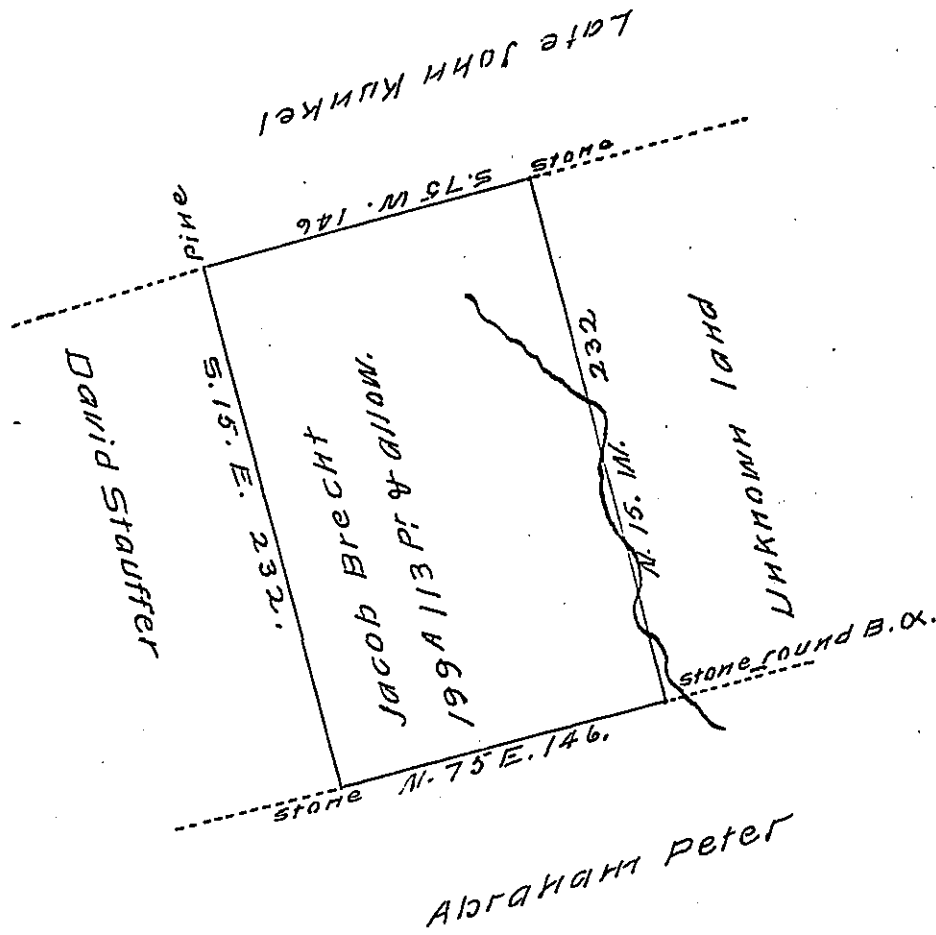 Late John Kunkel
Pine
S.75 W. 146
Stone
David Stauffer
S.15. E. 232.
Jacob Brecht
199 A 113 Pr & allow.
N. 15. W. 232
Unknown land
stone round B.O.
stone
N. 75 E. 146.
Abraham Peter